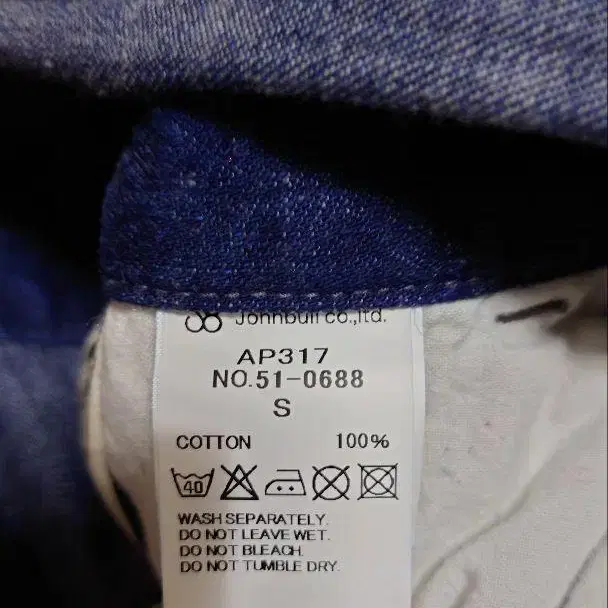 Johnbull co.,ltd.
AP317
NO.51-0688
S
COTTON 100%
40
WASH SEPARATELY.
DO NOT LEAVE WET.
DO NOT BLEACH.
DO NOT TUMBLE DRY.